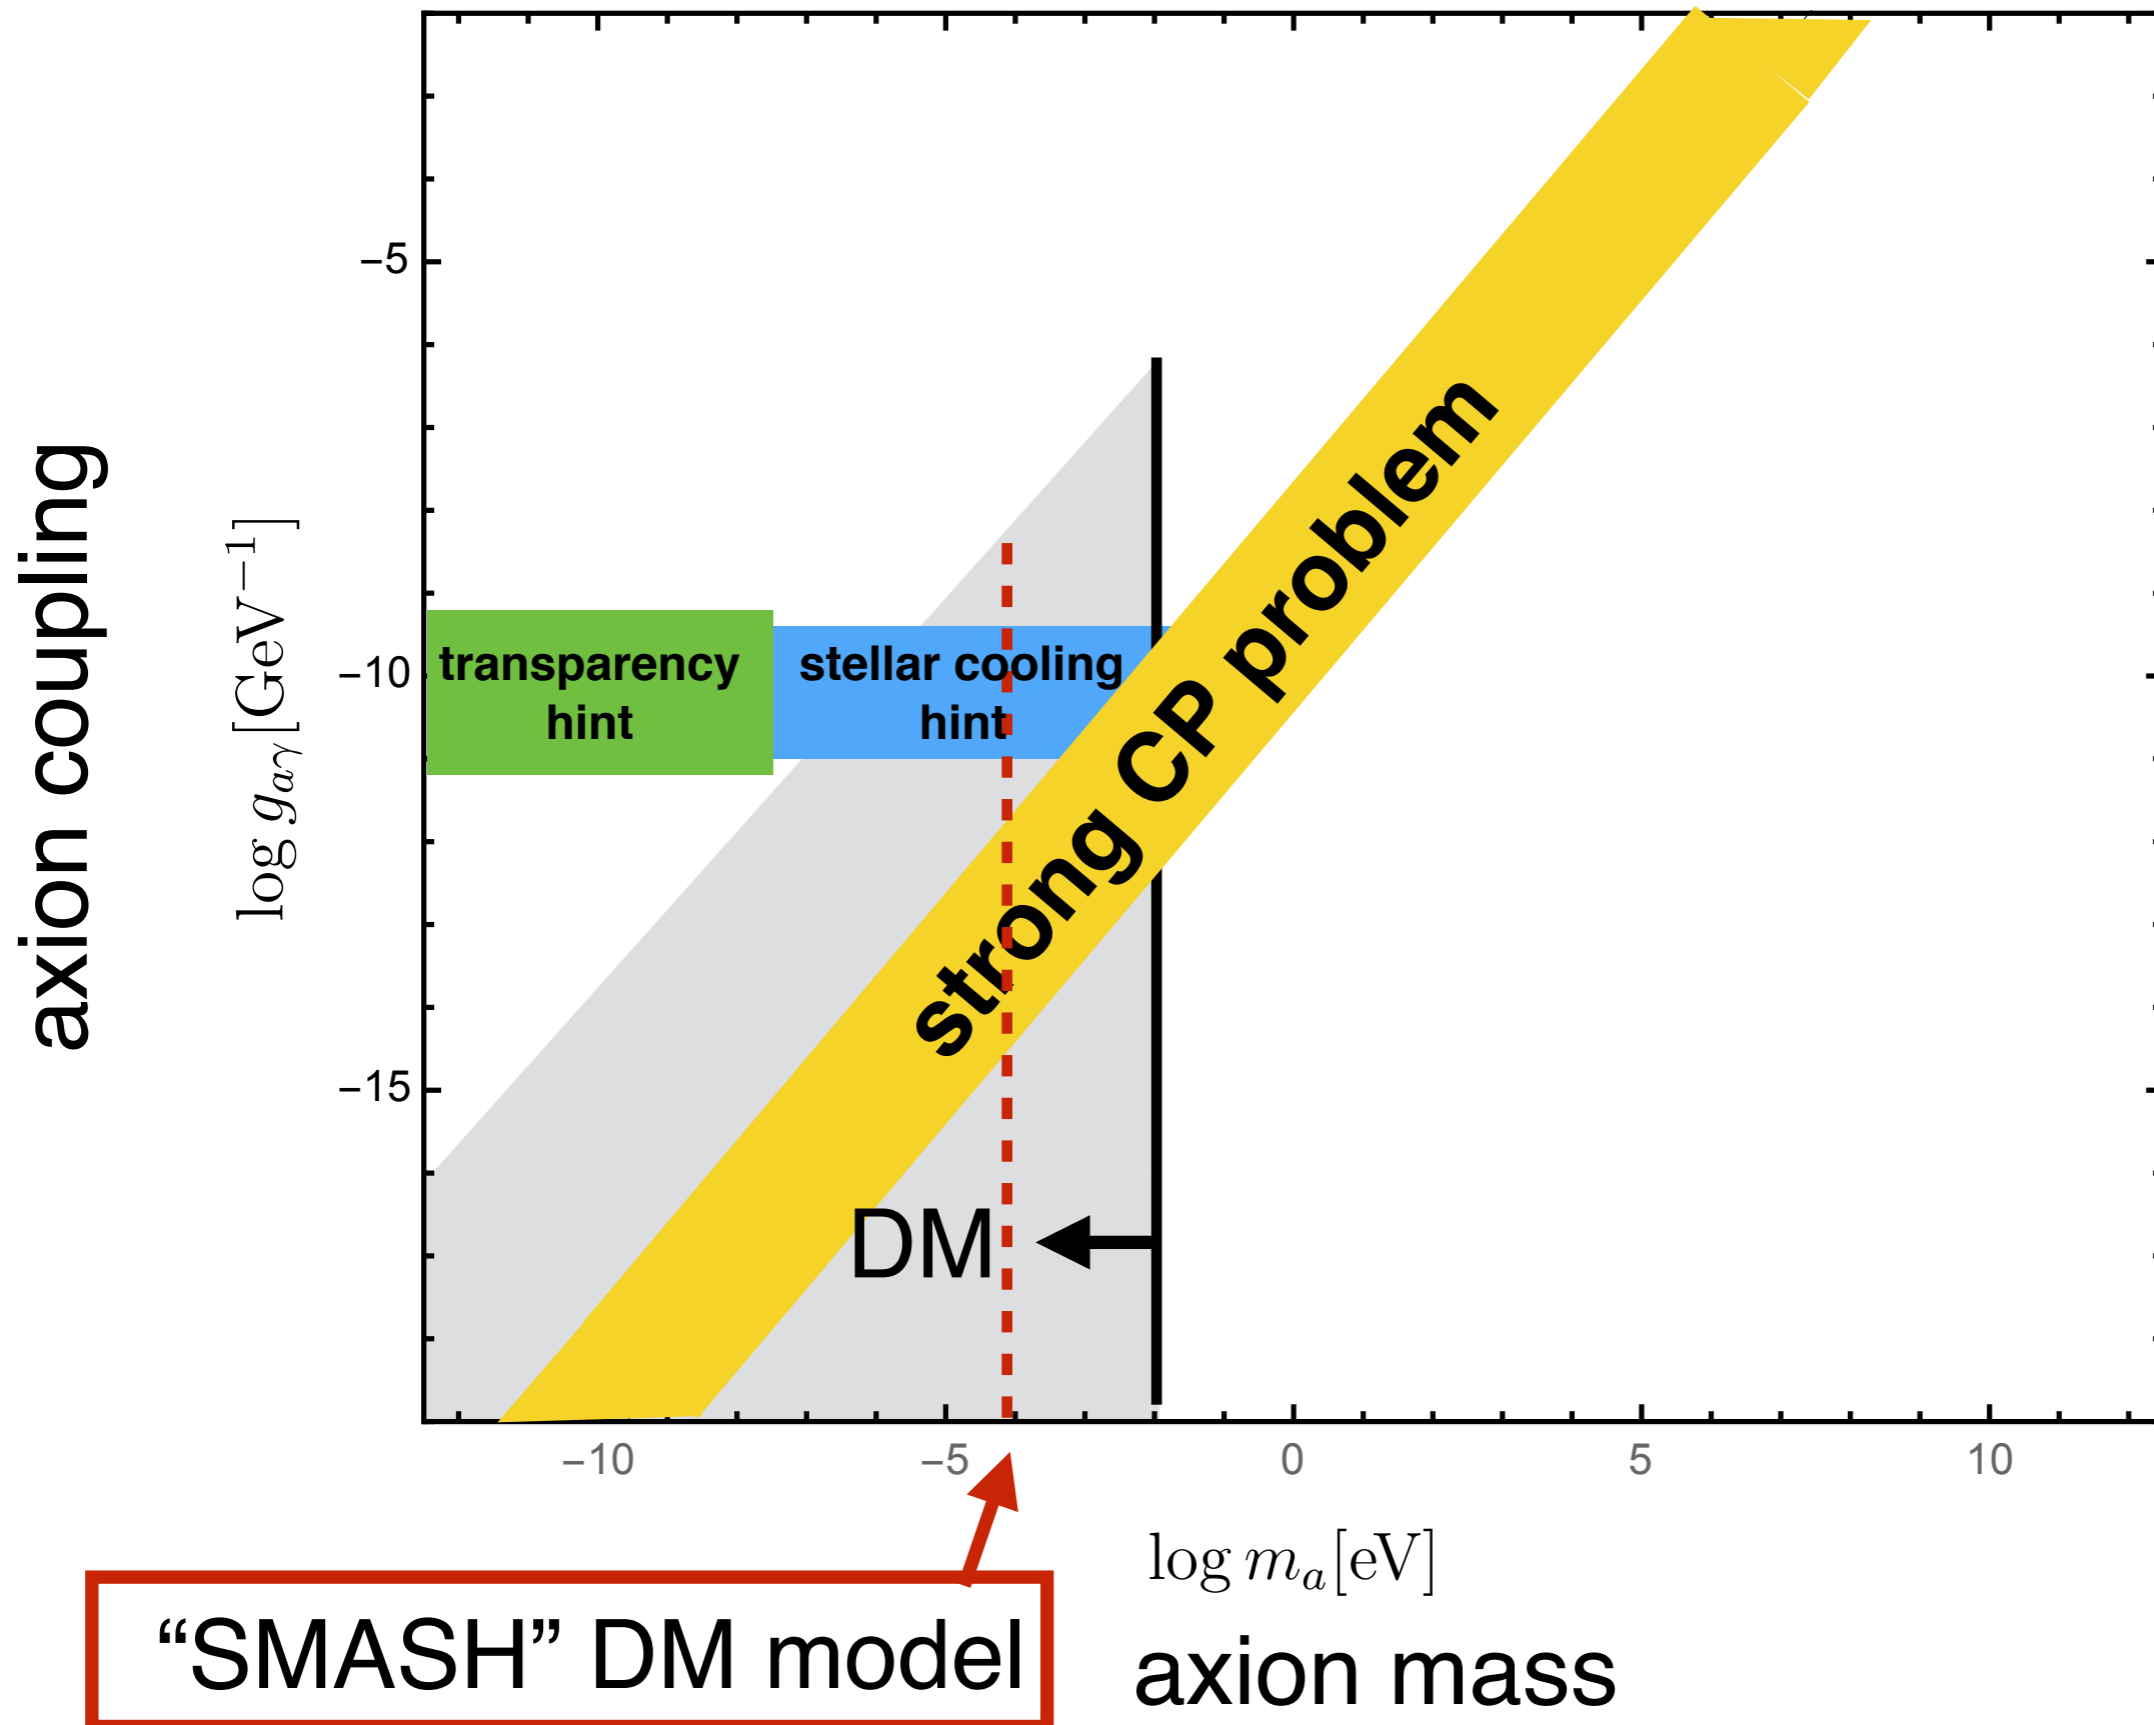 axion coupling
log g_{aγ}[GeV^{−1}]
−5
−10
−15
transparency
hint
stellar cooling
hint
strong CP problem
DM
−10
−5
0
5
10
log m_a[eV]
axion mass
“SMASH” DM model